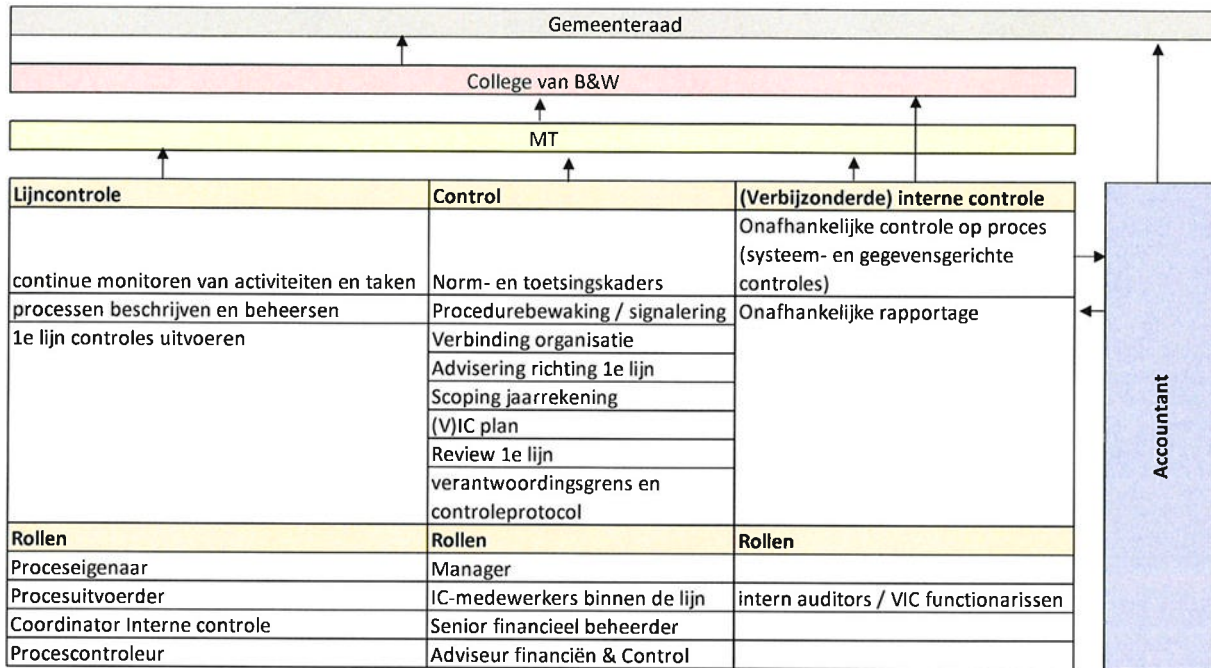 Gemeenteraad
College van B&W
MT
Lijncontrole
continue monitoren van activiteiten en taken
processen beschrijven en beheersen
1e lijn controles uitvoeren
Control
Norm- en toetsingskaders
Procedurebewaking / signalering
Verbinding organisatie
Advisering richting 1e lijn
Scoping jaarrekening
(V)IC plan
Review 1e lijn
verantwoordingsgrens en
controleprotocol
(Verbijzonderde) interne controle
Onafhankelijke controle op proces
(systeem- en gegevensgerichte
controles)
Onafhankelijke rapportage
Rollen
Proceseigenaar
Procesuitvoerder
Coordinator Interne controle
Procescontroleur
Rollen
Manager
IC-medewerkers binnen de lijn
Senior financieel beheerder
Adviseur financiën & Control
Rollen
intern auditors / VIC functionarissen
Accountant